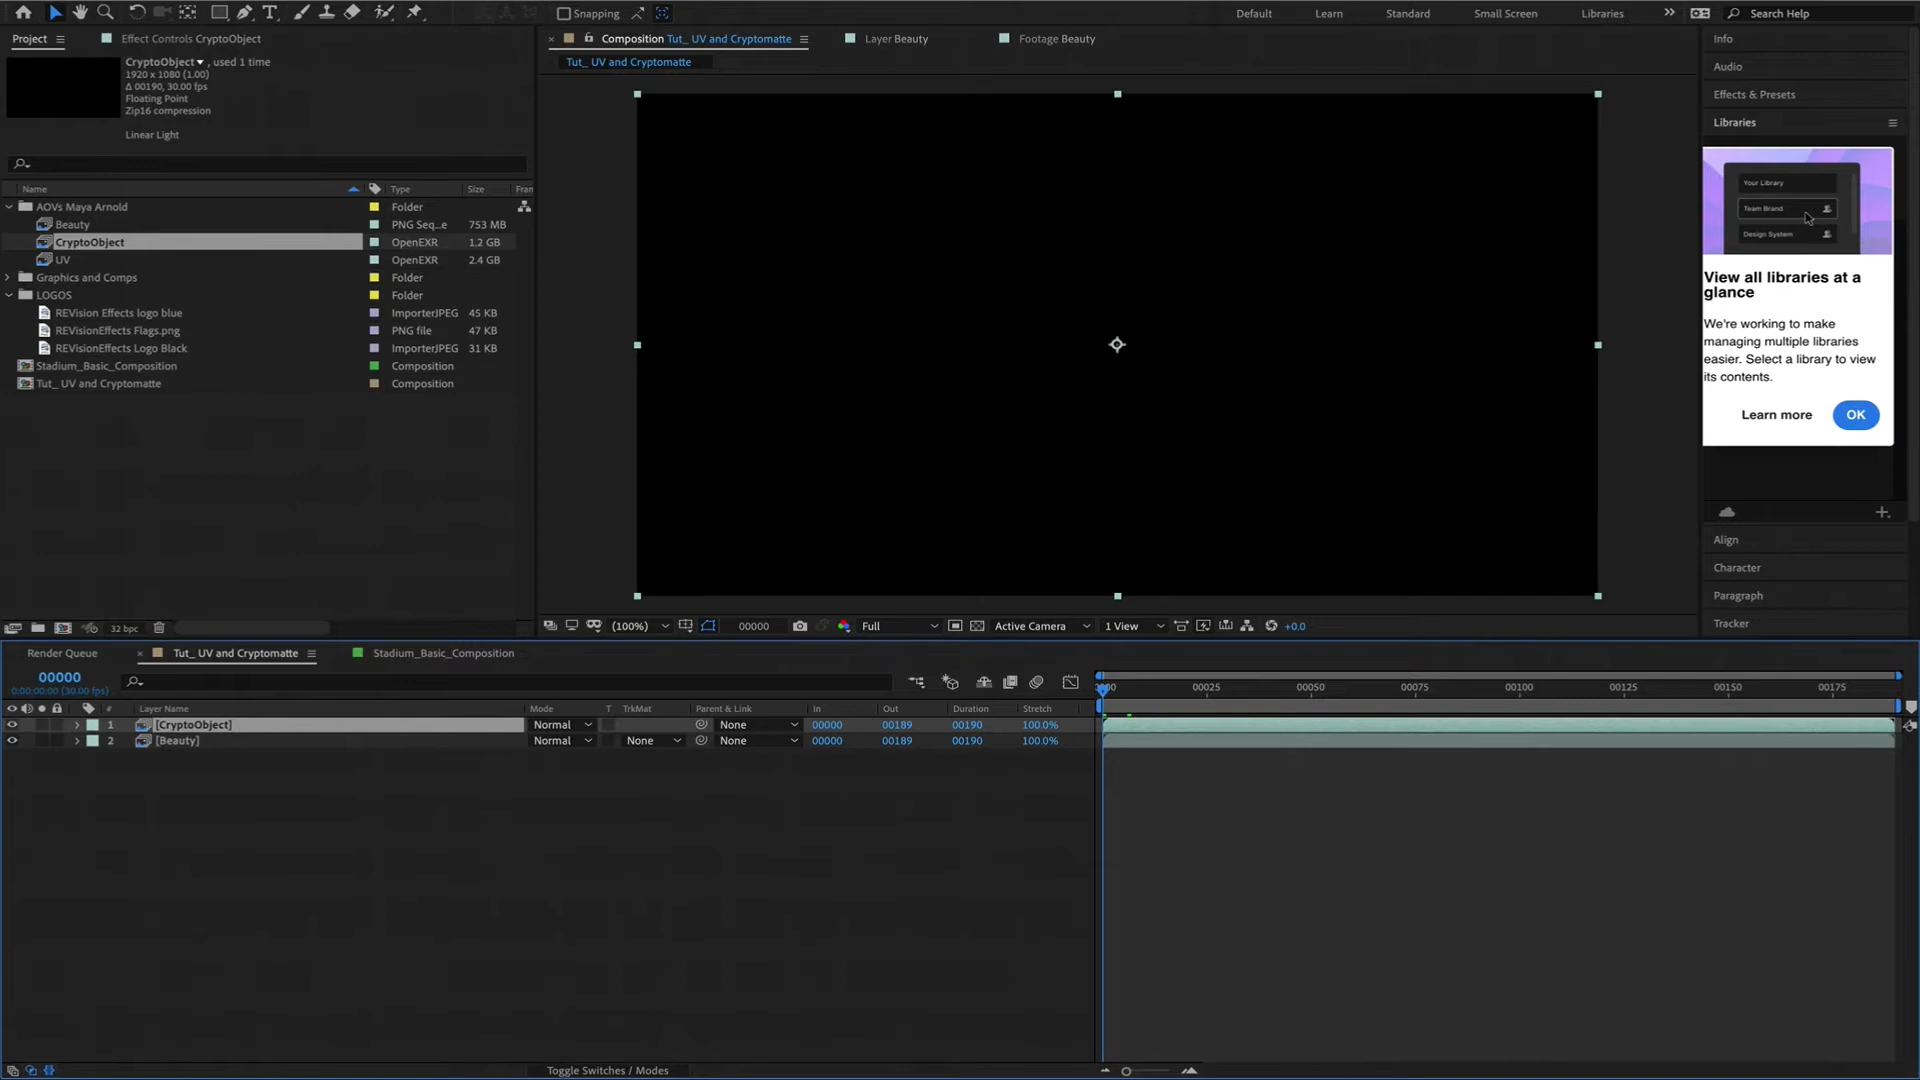 Snapping
Default
Learn
Standard
Small Screen
Libraries
Search Help
Project
Effect Controls CryptoObject
Composition Tut_ UV and Cryptomatte
Layer Beauty
Footage Beauty
Info
CryptoObject , used 1 time
1920 x 1080 (1.00)
Δ 00190, 30.00 fps
Floating Point
Zip16 compression
Linear Light
Tut_ UV and Cryptomatte
Audio
Effects & Presets
Libraries
Your Library
Team Brand
Design System
View all libraries at a
glance
We're working to make
managing multiple libraries
easier. Select a library to view
its contents.
Learn more
OK
Name Type Size Fran
AOVs Maya Arnold Folder
Beauty PNG Seq...e 753 MB
CryptoObject OpenEXR 1.2 GB
UV OpenEXR 2.4 GB
Graphics and Comps Folder
LOGOS Folder
REVision Effects logo blue ImporterJPEG 45 KB
REVisionEffects Flags.png PNG file 47 KB
REVisionEffects Logo Black ImporterJPEG 31 KB
Stadium_Basic_Composition Composition
Tut_ UV and Cryptomatte Composition
Align
Character
Paragraph
Tracker
32 bpc
(100%)
00000
Full
Active Camera
1 View
+0.0
Render Queue
Tut_ UV and Cryptomatte
Stadium_Basic_Composition
00000
0:00:00:00 (30.00 fps)
00025 00050 00075 00100 00125 00150 00175
# Layer Name Mode T TrkMat Parent & Link In Out Duration Stretch
1 [CryptoObject] Normal None 00000 00189 00190 100.0%
2 [Beauty] Normal None None 00000 00189 00190 100.0%
Toggle Switches / Modes